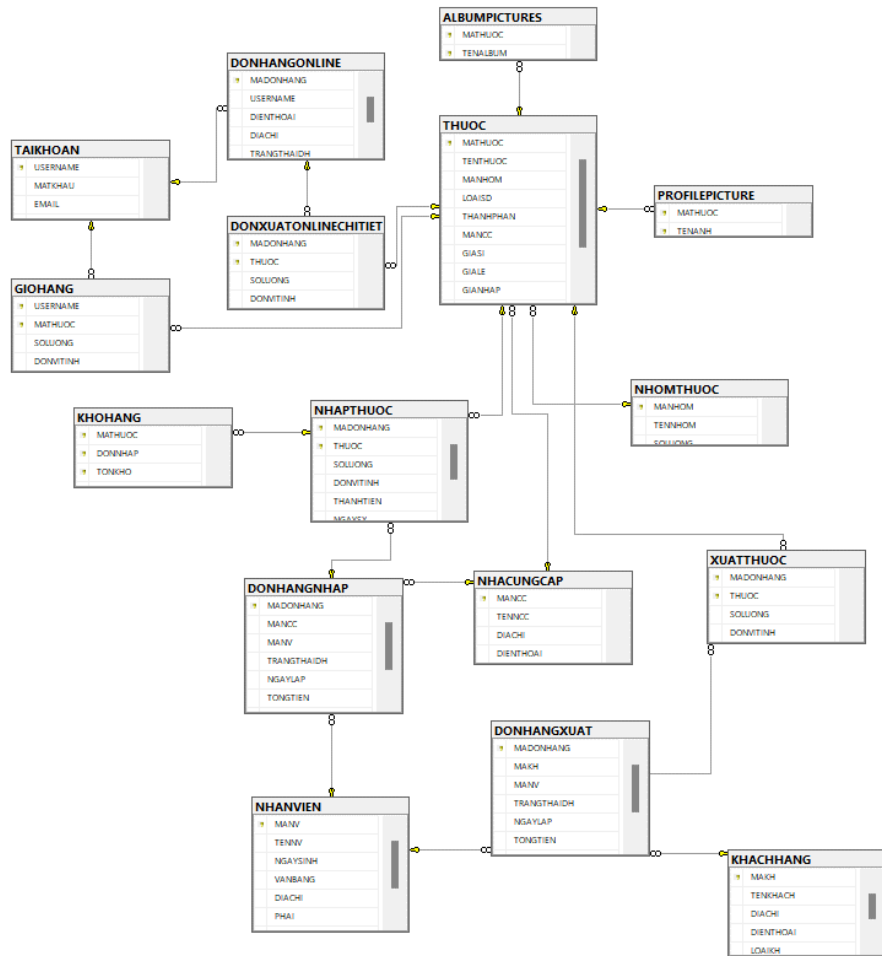 ALBUMPICTURES
MATHUOC
TENALBUM
DONHANGONLINE
MADONHANG
USERNAME
DIENTHOAI
DIACHI
TRANGTHAIDH
THUOC
MATHUOC
TENTHUOC
MANHOM
LOAISD
THANHPHAN
MANCC
GIASI
GIALE
GIANHAP
TAIKHOAN
USERNAME
MATKHAU
EMAIL
PROFILEPICTURE
MATHUOC
TENANH
DONXUATONLINECHITIET
MADONHANG
THUOC
SOLUONG
DONVITINH
GIOHANG
USERNAME
MATHUOC
SOLUONG
DONVITINH
NHOMTHUOC
MANHOM
TENNHOM
SOLUONG
NHAPTHUOC
MADONHANG
THUOC
SOLUONG
DONVITINH
THANHTIEN
NGAYSX
KHOHANG
MATHUOC
DONNHAP
TONKHO
XUATTHUOC
MADONHANG
THUOC
SOLUONG
DONVITINH
NHACUNGCAP
MANCC
TENNCC
DIACHI
DIENTHOAI
DONHANGNHAP
MADONHANG
MANCC
MANV
TRANGTHAIDH
NGAYLAP
TONGTIEN
DONHANGXUAT
MADONHANG
MAKH
MANV
TRANGTHAIDH
NGAYLAP
TONGTIEN
NHANVIEN
MANV
TENNV
NGAYSINH
VANBANG
DIACHI
PHAI
KHACHHANG
MAKH
TENKHACH
DIACHI
DIENTHOAI
LOAIKH